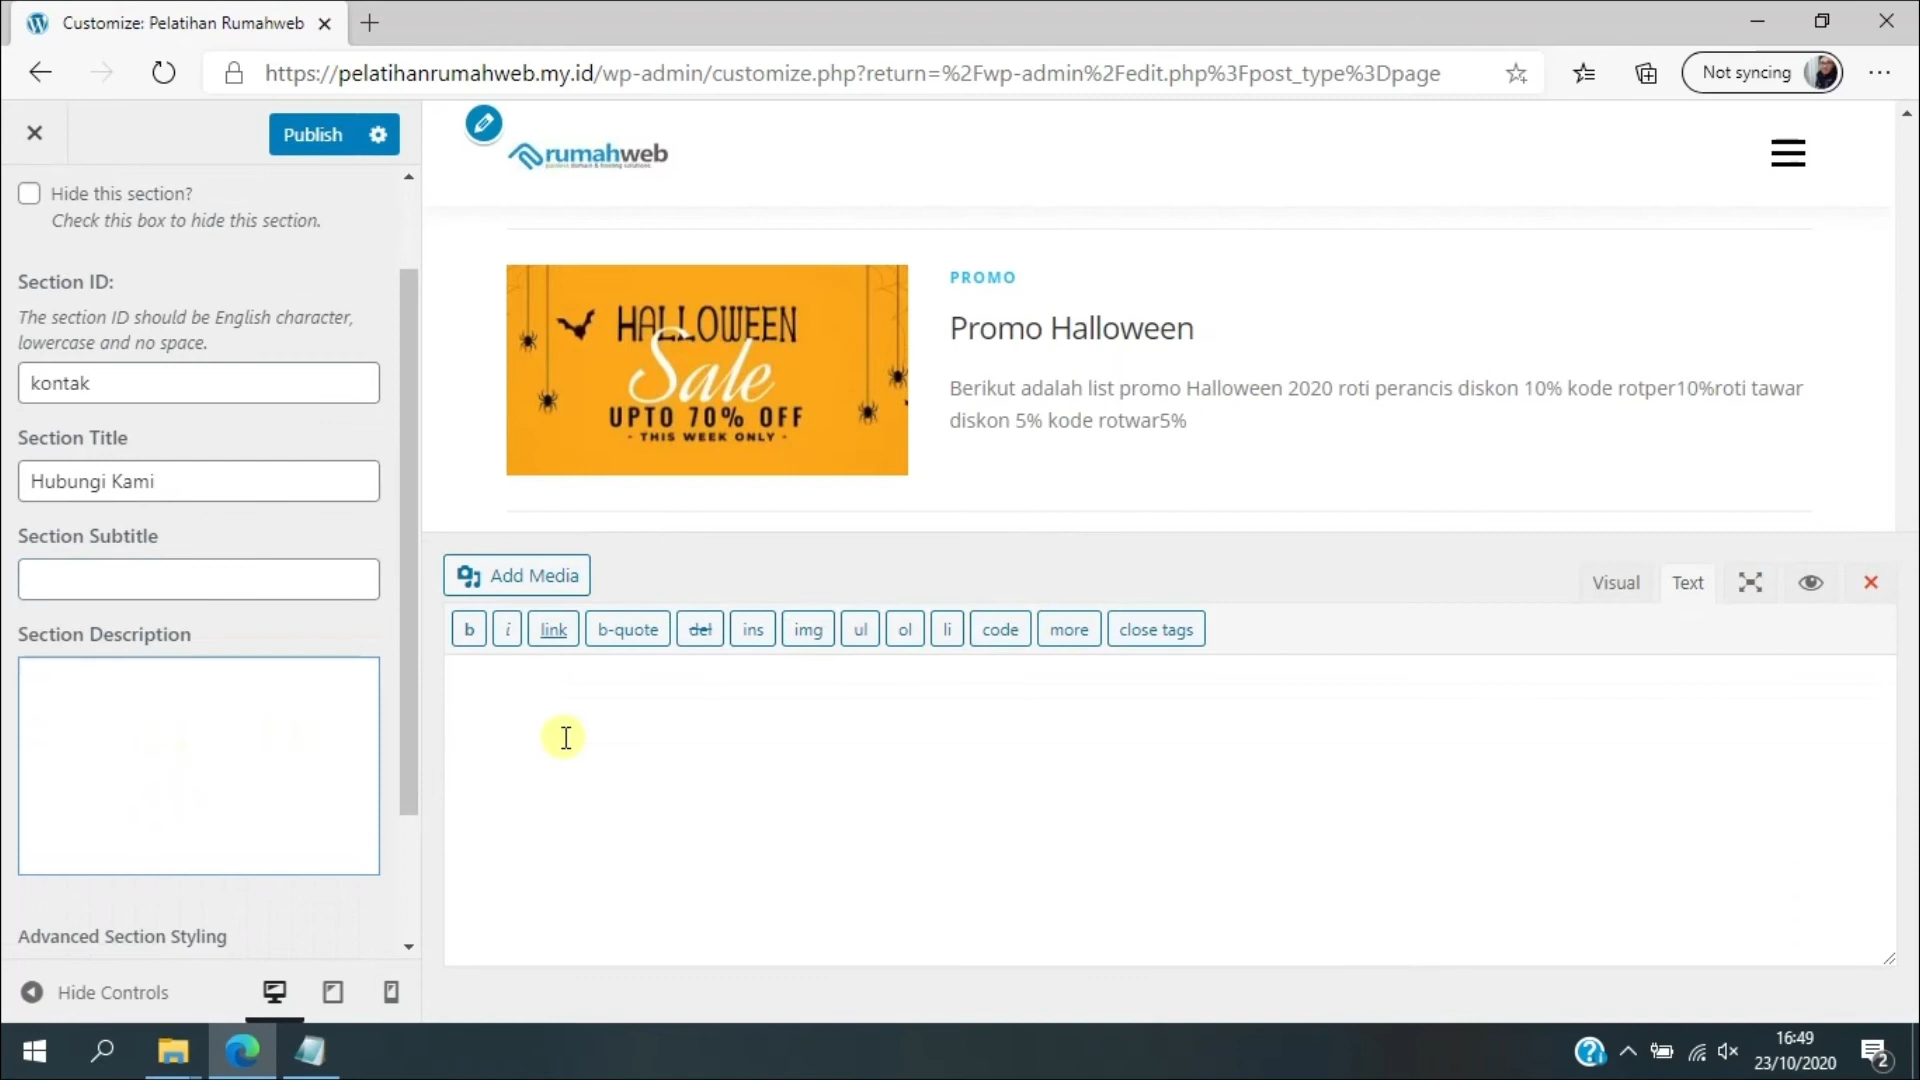 Customize: Pelatihan Rumahweb
https://pelatihanrumahweb.my.id/wp-admin/customize.php?return=%2Fwp-admin%2Fedit.php%3Fpost_type%3Dpage
Not syncing
Publish
Hide this section?
Check this box to hide this section.
Section ID:
The section ID should be English character,
lowercase and no space.
kontak
Section Title
Hubungi Kami
Section Subtitle
Section Description
Advanced Section Styling
Hide Controls
rumahweb
domain & hosting solutions
HALLOWEEN
Sale
UPTO 70% OFF
- THIS WEEK ONLY -
PROMO
Promo Halloween
Berikut adalah list promo Halloween 2020 roti perancis diskon 10% kode rotper10%roti tawar
diskon 5% kode rotwar5%
Add Media
Visual
Text
b
i
link
b-quote
del
ins
img
ul
ol
li
code
more
close tags
16:49
23/10/2020
2